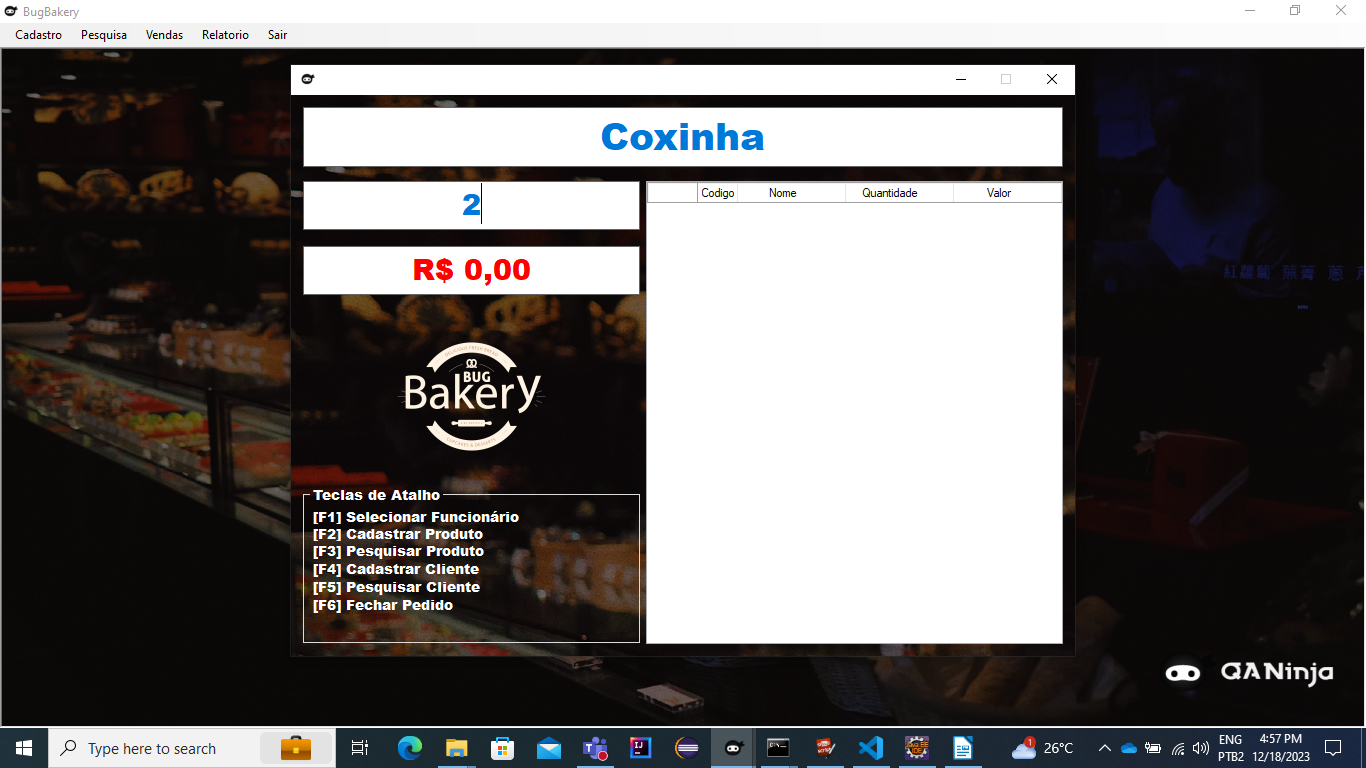 BugBakery
Cadastro Pesquisa Vendas Relatorio Sair
Coxinha
2
R$ 0,00
Codigo Nome Quantidade Valor
BUG
Bakery
Teclas de Atalho
[F1] Selecionar Funcionário
[F2] Cadastrar Produto
[F3] Pesquisar Produto
[F4] Cadastrar Cliente
[F5] Pesquisar Cliente
[F6] Fechar Pedido
QANinja
Type here to search
1
26°C
ENG
PTB2
4:57 PM
12/18/2023